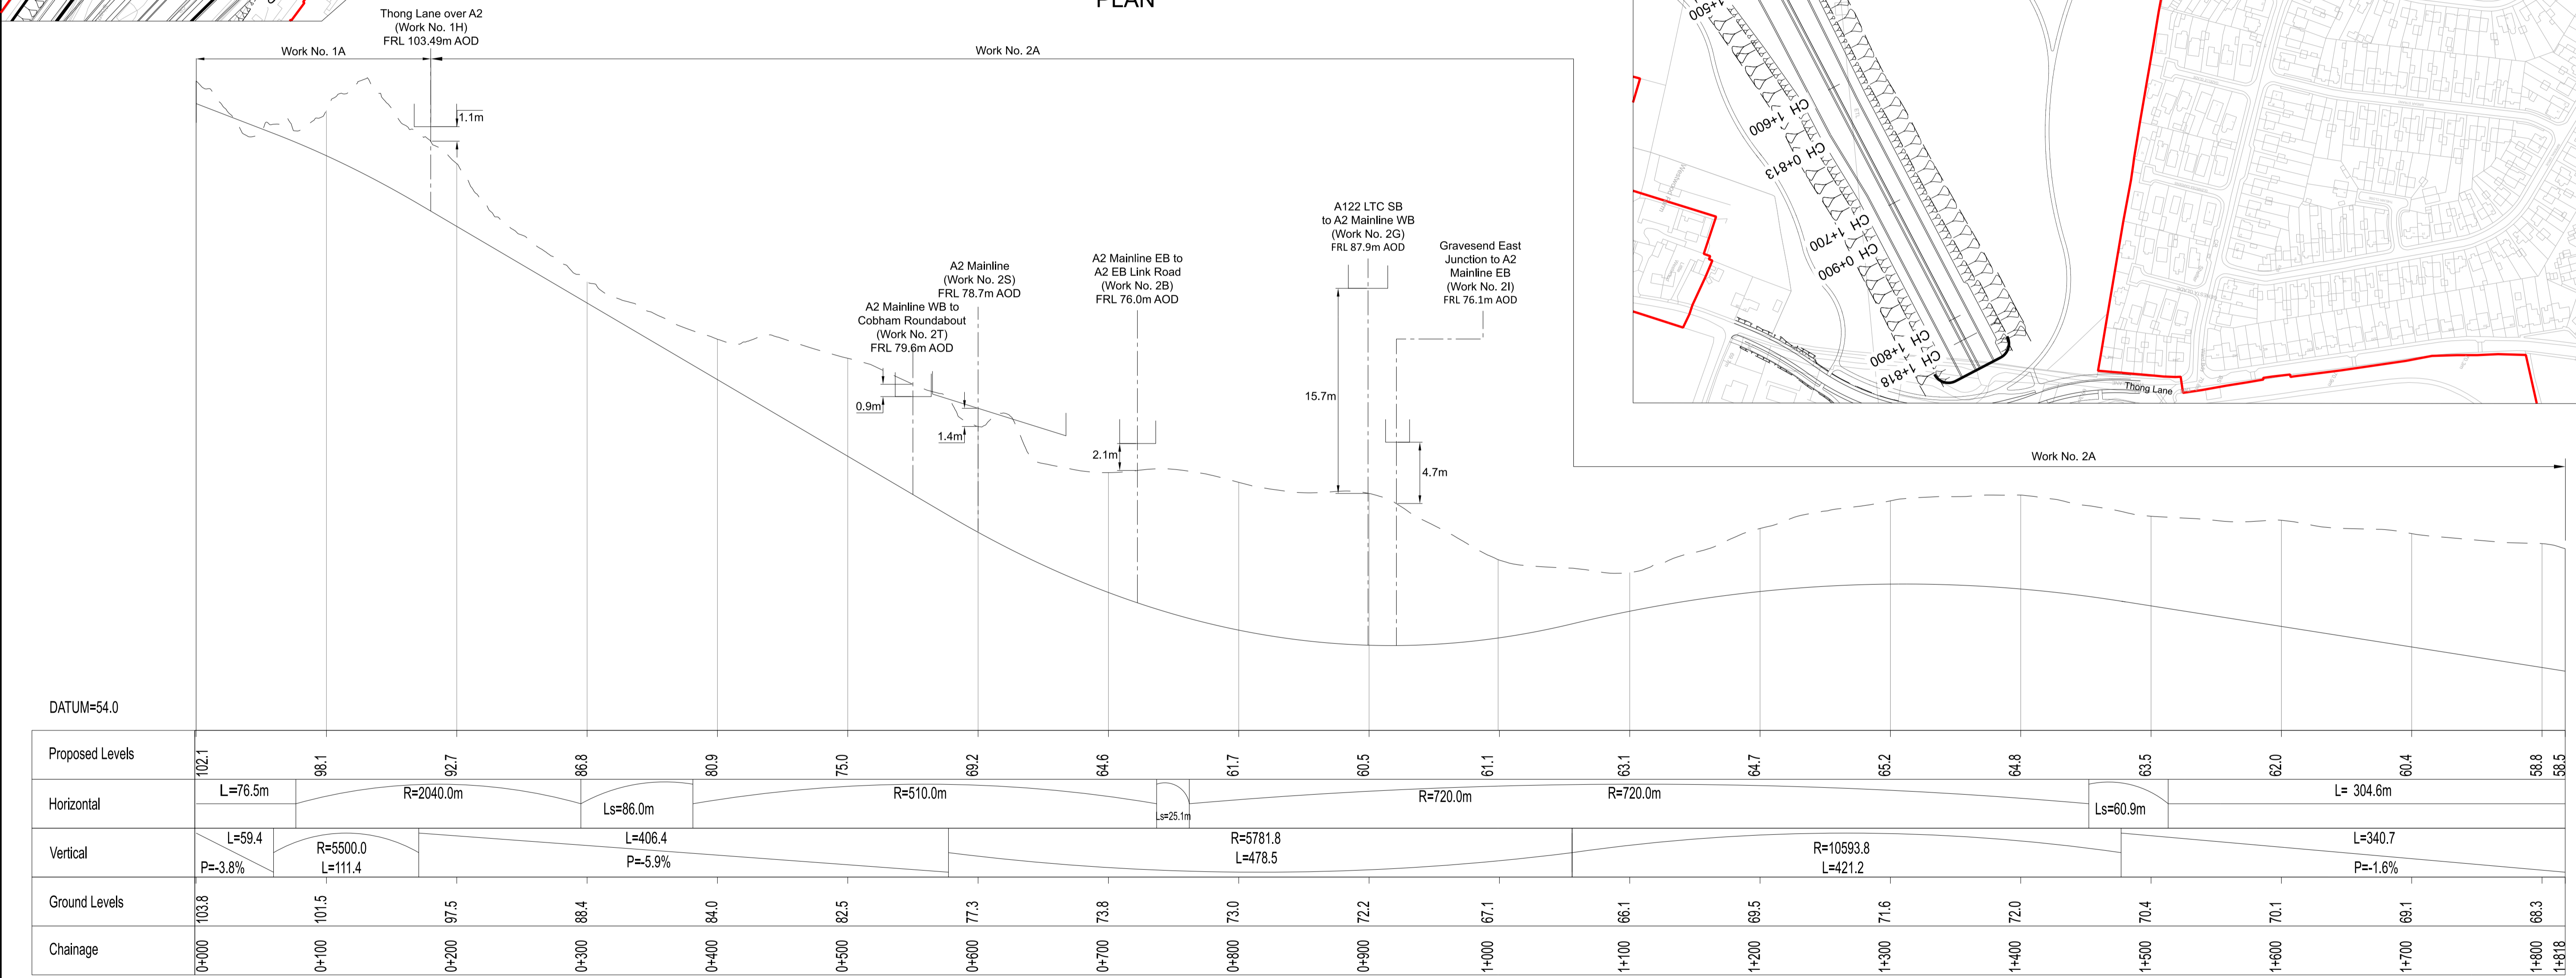 PLAN
Thong Lane over A2
(Work No. 1H)
FRL 103.49m AOD
Work No. 1A
Work No. 2A
1.1m
A2 Mainline WB to
Cobham Roundabout
(Work No. 2T)
FRL 79.6m AOD
0.9m
A2 Mainline
(Work No. 2S)
FRL 78.7m AOD
1.4m
A2 Mainline EB to
A2 EB Link Road
(Work No. 2B)
FRL 76.0m AOD
2.1m
A122 LTC SB
to A2 Mainline WB
(Work No. 2G)
FRL 87.9m AOD
15.7m
Gravesend East
Junction to A2
Mainline EB
(Work No. 2I)
FRL 76.1m AOD
4.7m
Work No. 2A
1+500
CH 1+600
CH 0+813
CH 1+700
CH 0+900
CH 1+800
CH 1+818
Thong Lane
DATUM=54.0
Proposed Levels 102.1 98.1 92.7 86.8 80.9 75.0 69.2 64.6 61.7 60.5 61.1 63.1 64.7 65.2 64.8 63.5 62.0 60.4 58.8 58.5
Horizontal L=76.5m R=2040.0m Ls=86.0m R=510.0m Ls=25.1m R=720.0m R=720.0m Ls=60.9m L= 304.6m
Vertical
L=59.4
P=-3.8%
R=5500.0
L=111.4
L=406.4
P=-5.9%
R=5781.8
L=478.5
R=10593.8
L=421.2
L=340.7
P=-1.6%
Ground Levels 103.8 101.5 97.5 88.4 84.0 82.5 77.3 73.8 73.0 72.2 67.1 66.1 69.5 71.6 72.0 70.4 70.1 69.1 68.3
Chainage 0+000 0+100 0+200 0+300 0+400 0+500 0+600 0+700 0+800 0+900 1+000 1+100 1+200 1+300 1+400 1+500 1+600 1+700 1+800 1+818